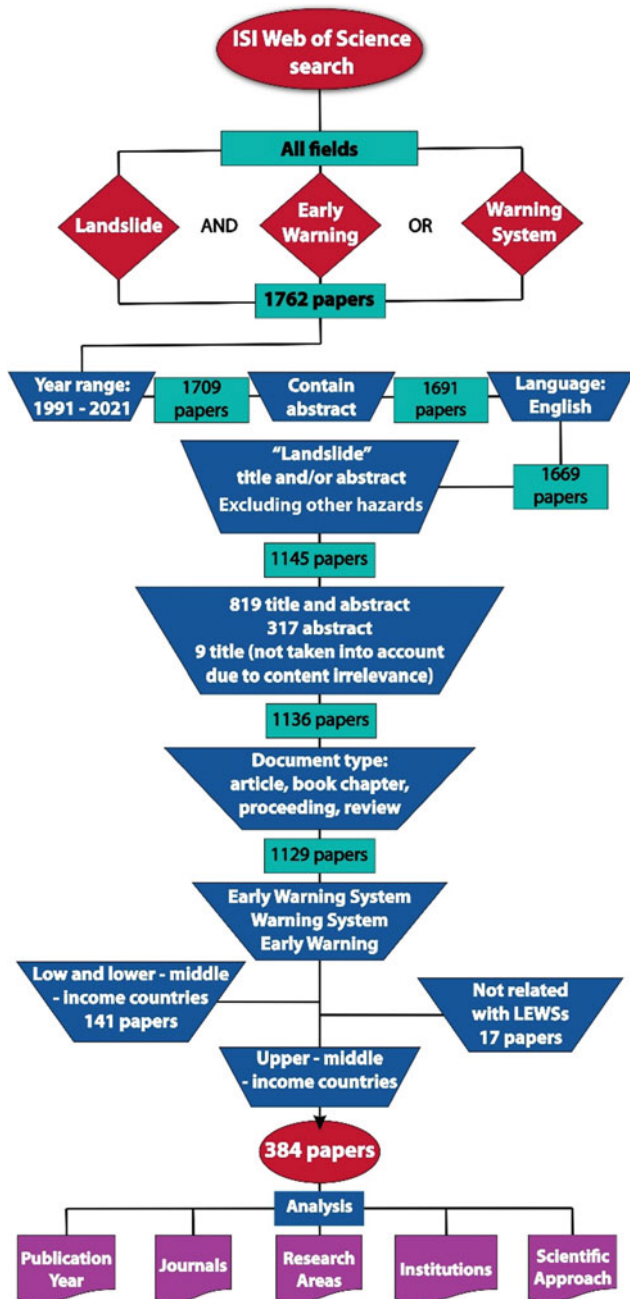 ISI Web of Science
search
All fields
Landslide
AND
Early
Warning
OR
Warning
System
1762 papers
Year range:
1991 - 2021
1709
papers
Contain
abstract
1691
papers
Language:
English
1669
papers
“Landslide”
title and/or abstract
Excluding other hazards
1145 papers
819 title and abstract
317 abstract
9 title (not taken into account
due to content irrelevance)
1136 papers
Document type:
article, book chapter,
proceeding, review
1129 papers
Early Warning System
Warning System
Early Warning
Low and lower - middle
- income countries
141 papers
Not related
with LEWSs
17 papers
Upper - middle
- income countries
384 papers
Analysis
Publication
Year
Journals
Research
Areas
Institutions
Scientific
Approach